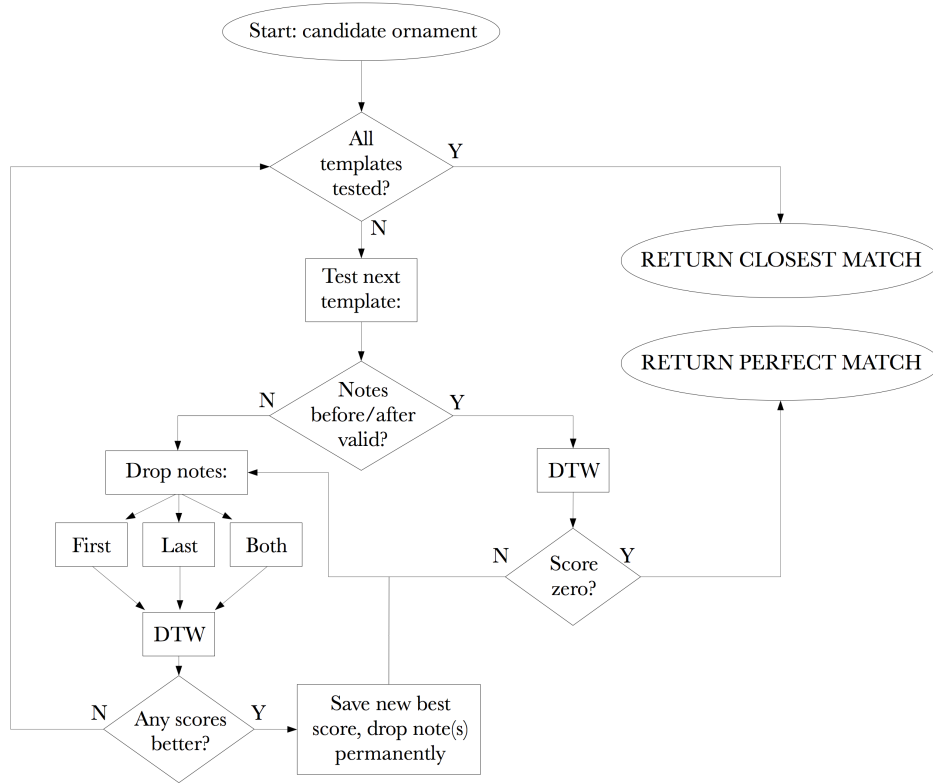 Start: candidate ornament
All
templates
tested?
Y
N
RETURN CLOSEST MATCH
Test next
template:
RETURN PERFECT MATCH
Notes
before/after
valid?
N
Y
Drop notes:
DTW
First
Last
Both
N
Score
zero?
Y
DTW
N
Any scores
better?
Y
Save new best
score, drop note(s)
permanently